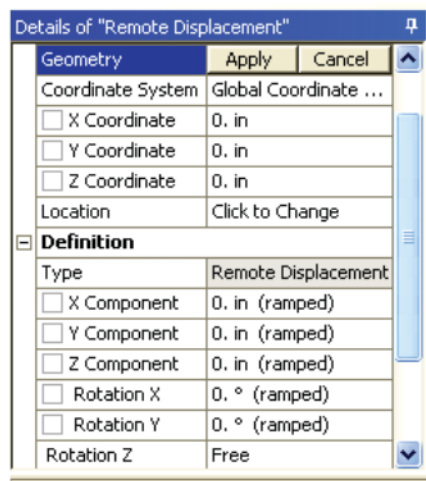 Details of "Remote Displacement"
Geometry Apply Cancel
Coordinate System Global Coordinate ...
X Coordinate 0. in
Y Coordinate 0. in
Z Coordinate 0. in
Location Click to Change
Definition
Type Remote Displacement
X Component 0. in (ramped)
Y Component 0. in (ramped)
Z Component 0. in (ramped)
Rotation X 0. ° (ramped)
Rotation Y 0. ° (ramped)
Rotation Z Free